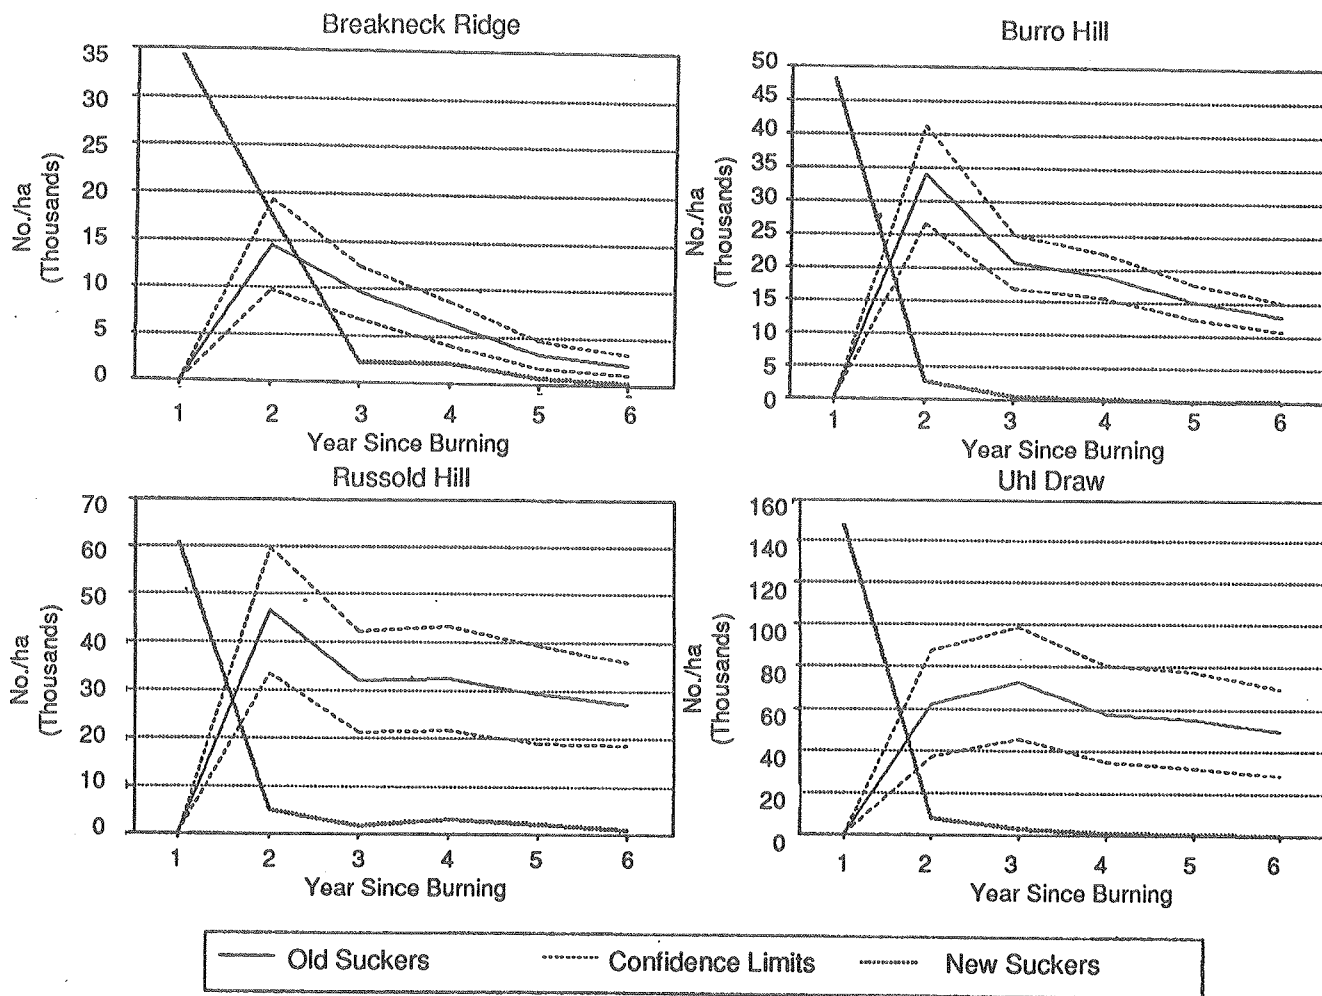 Breakneck Ridge
35
30
25
20
15
10
5
0
No./ha
(Thousands)
1 2 3 4 5 6
Year Since Burning
Burro Hill
50
45
40
35
30
25
20
15
10
5
0
No./ha
(Thousands)
1 2 3 4 5 6
Year Since Burning
Russold Hill
70
60
50
40
30
20
10
0
No./ha
(Thousands)
1 2 3 4 5 6
Year Since Burning
Uhl Draw
160
140
120
100
80
60
40
20
0
No./ha
(Thousands)
1 2 3 4 5 6
Year Since Burning
Old Suckers Confidence Limits New Suckers